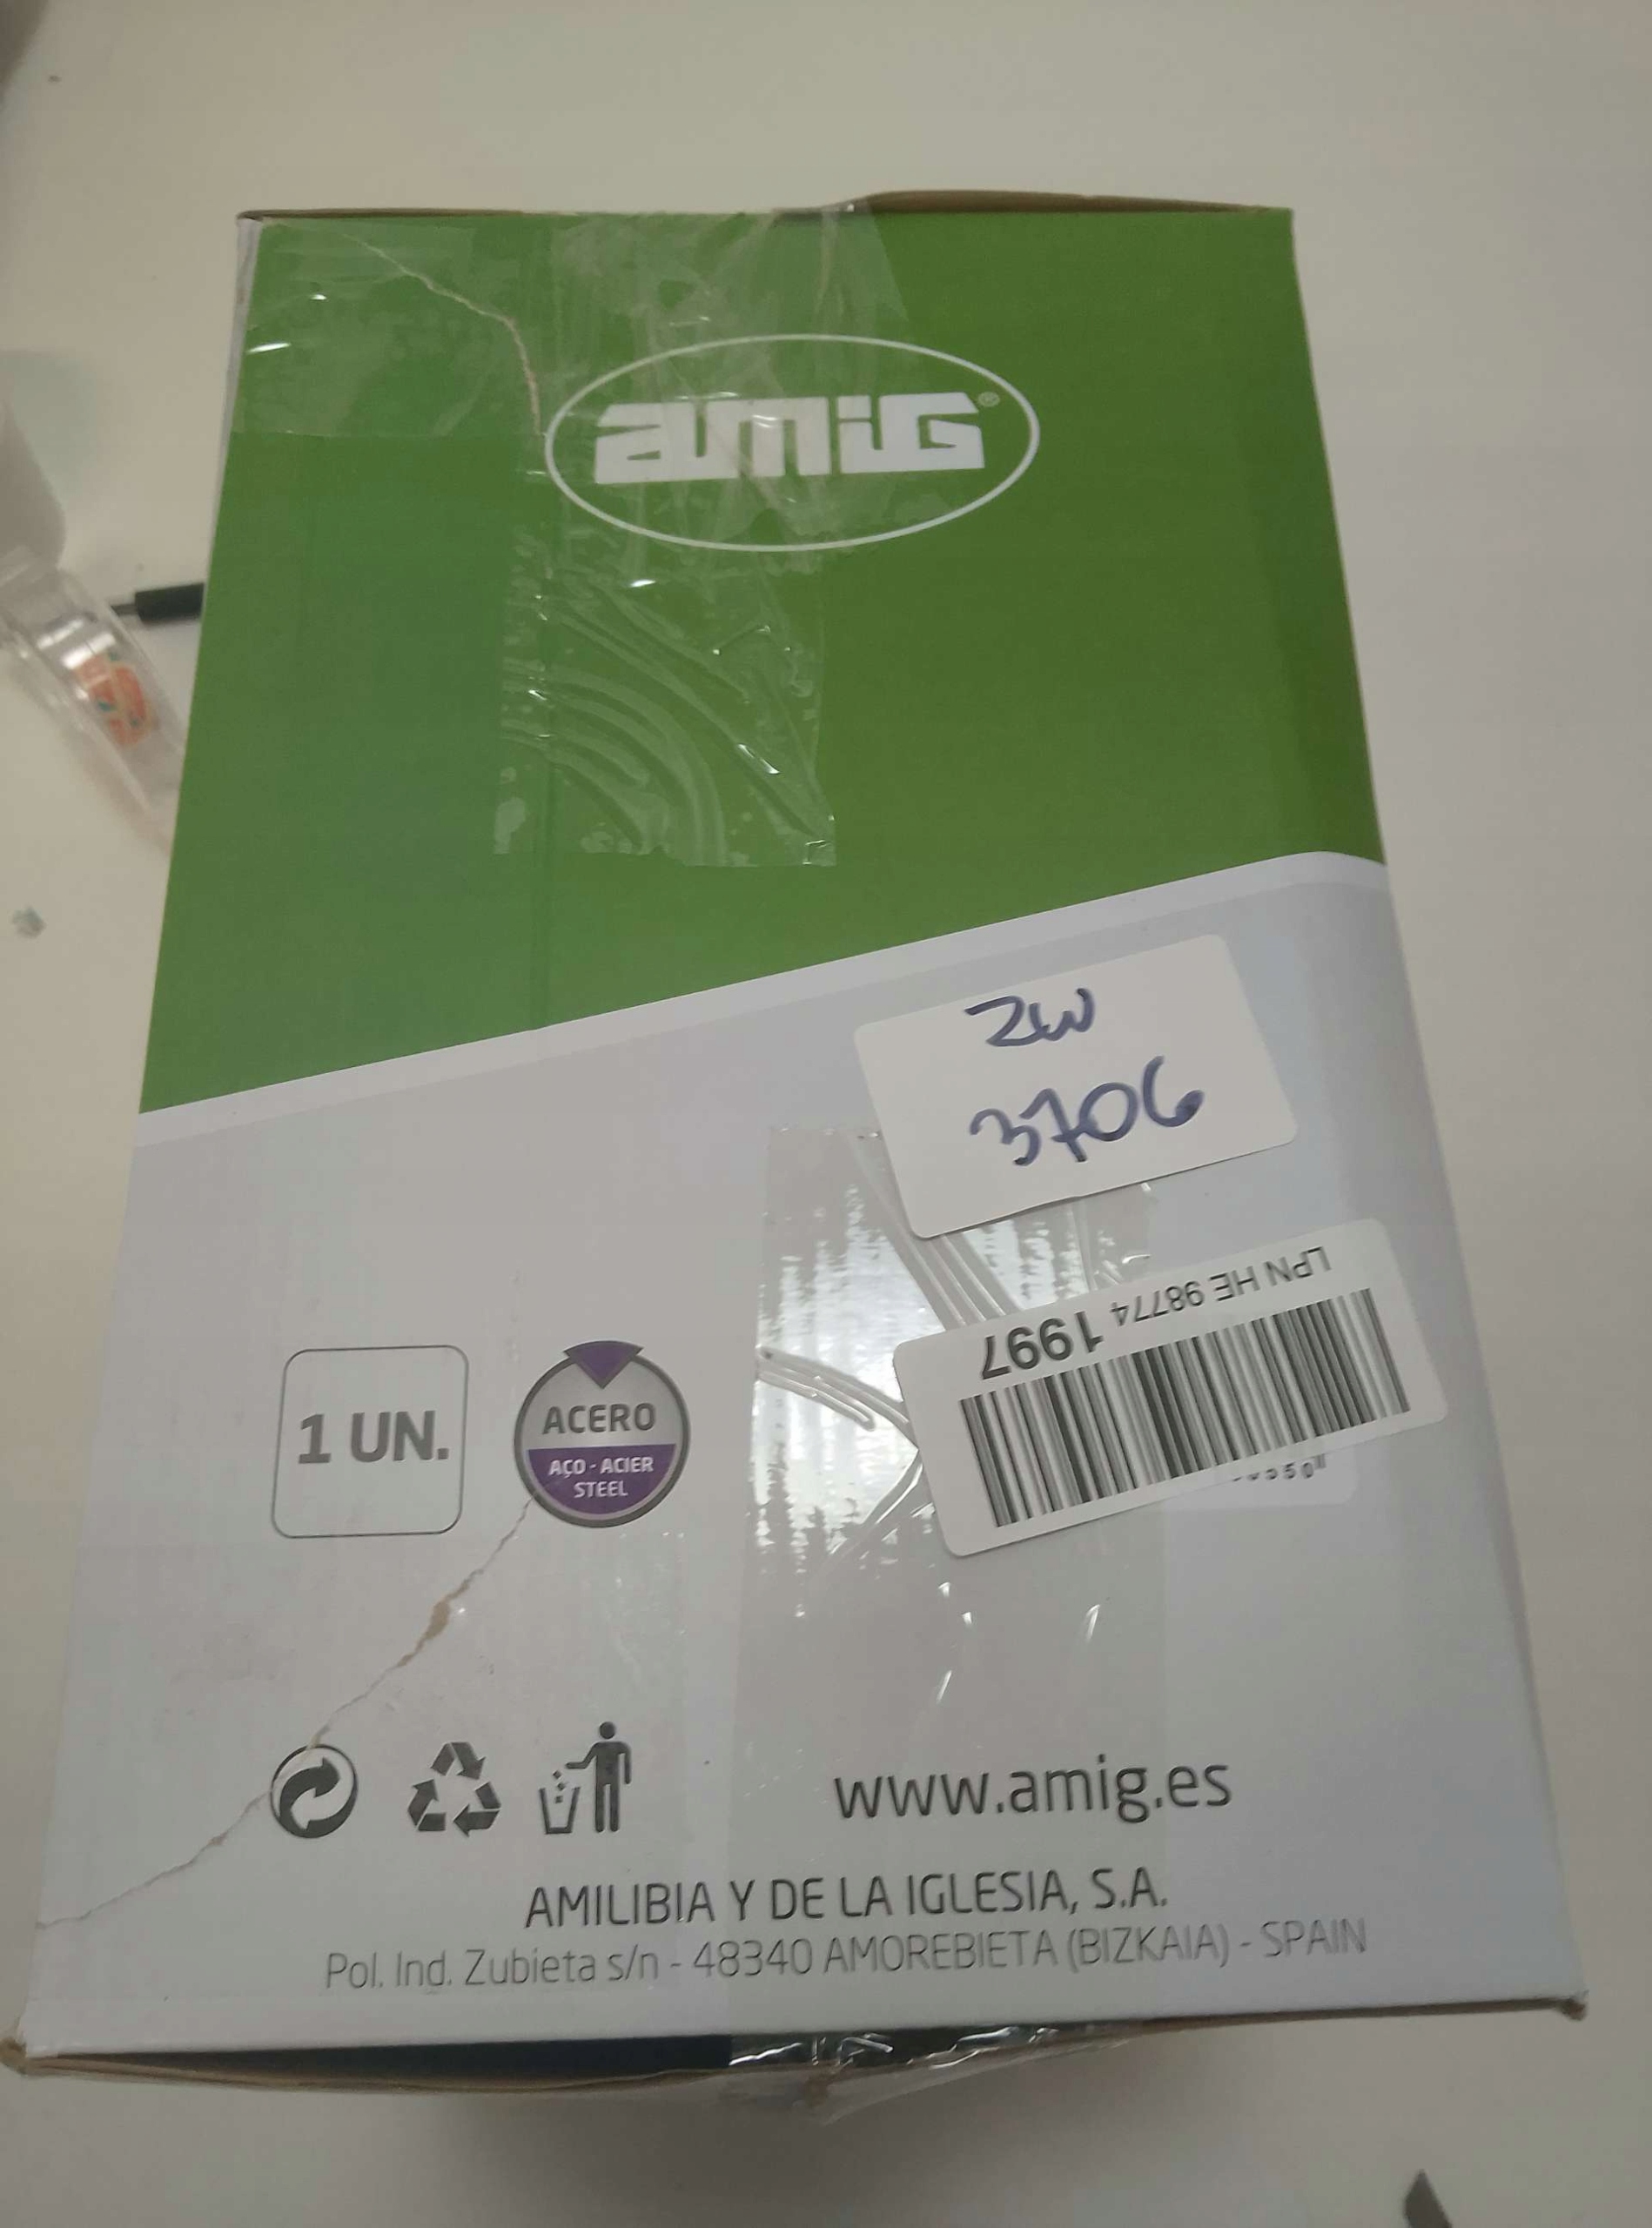 amiG®
ZW
3706
LPN HE 98774 1997
1 UN.
ACERO
AÇO - ACIER
STEEL
www.amig.es
AMILIBIA Y DE LA IGLESIA, S.A.
Pol. Ind. Zubieta s/n - 48340 AMOREBIETA (BIZKAIA) - SPAIN